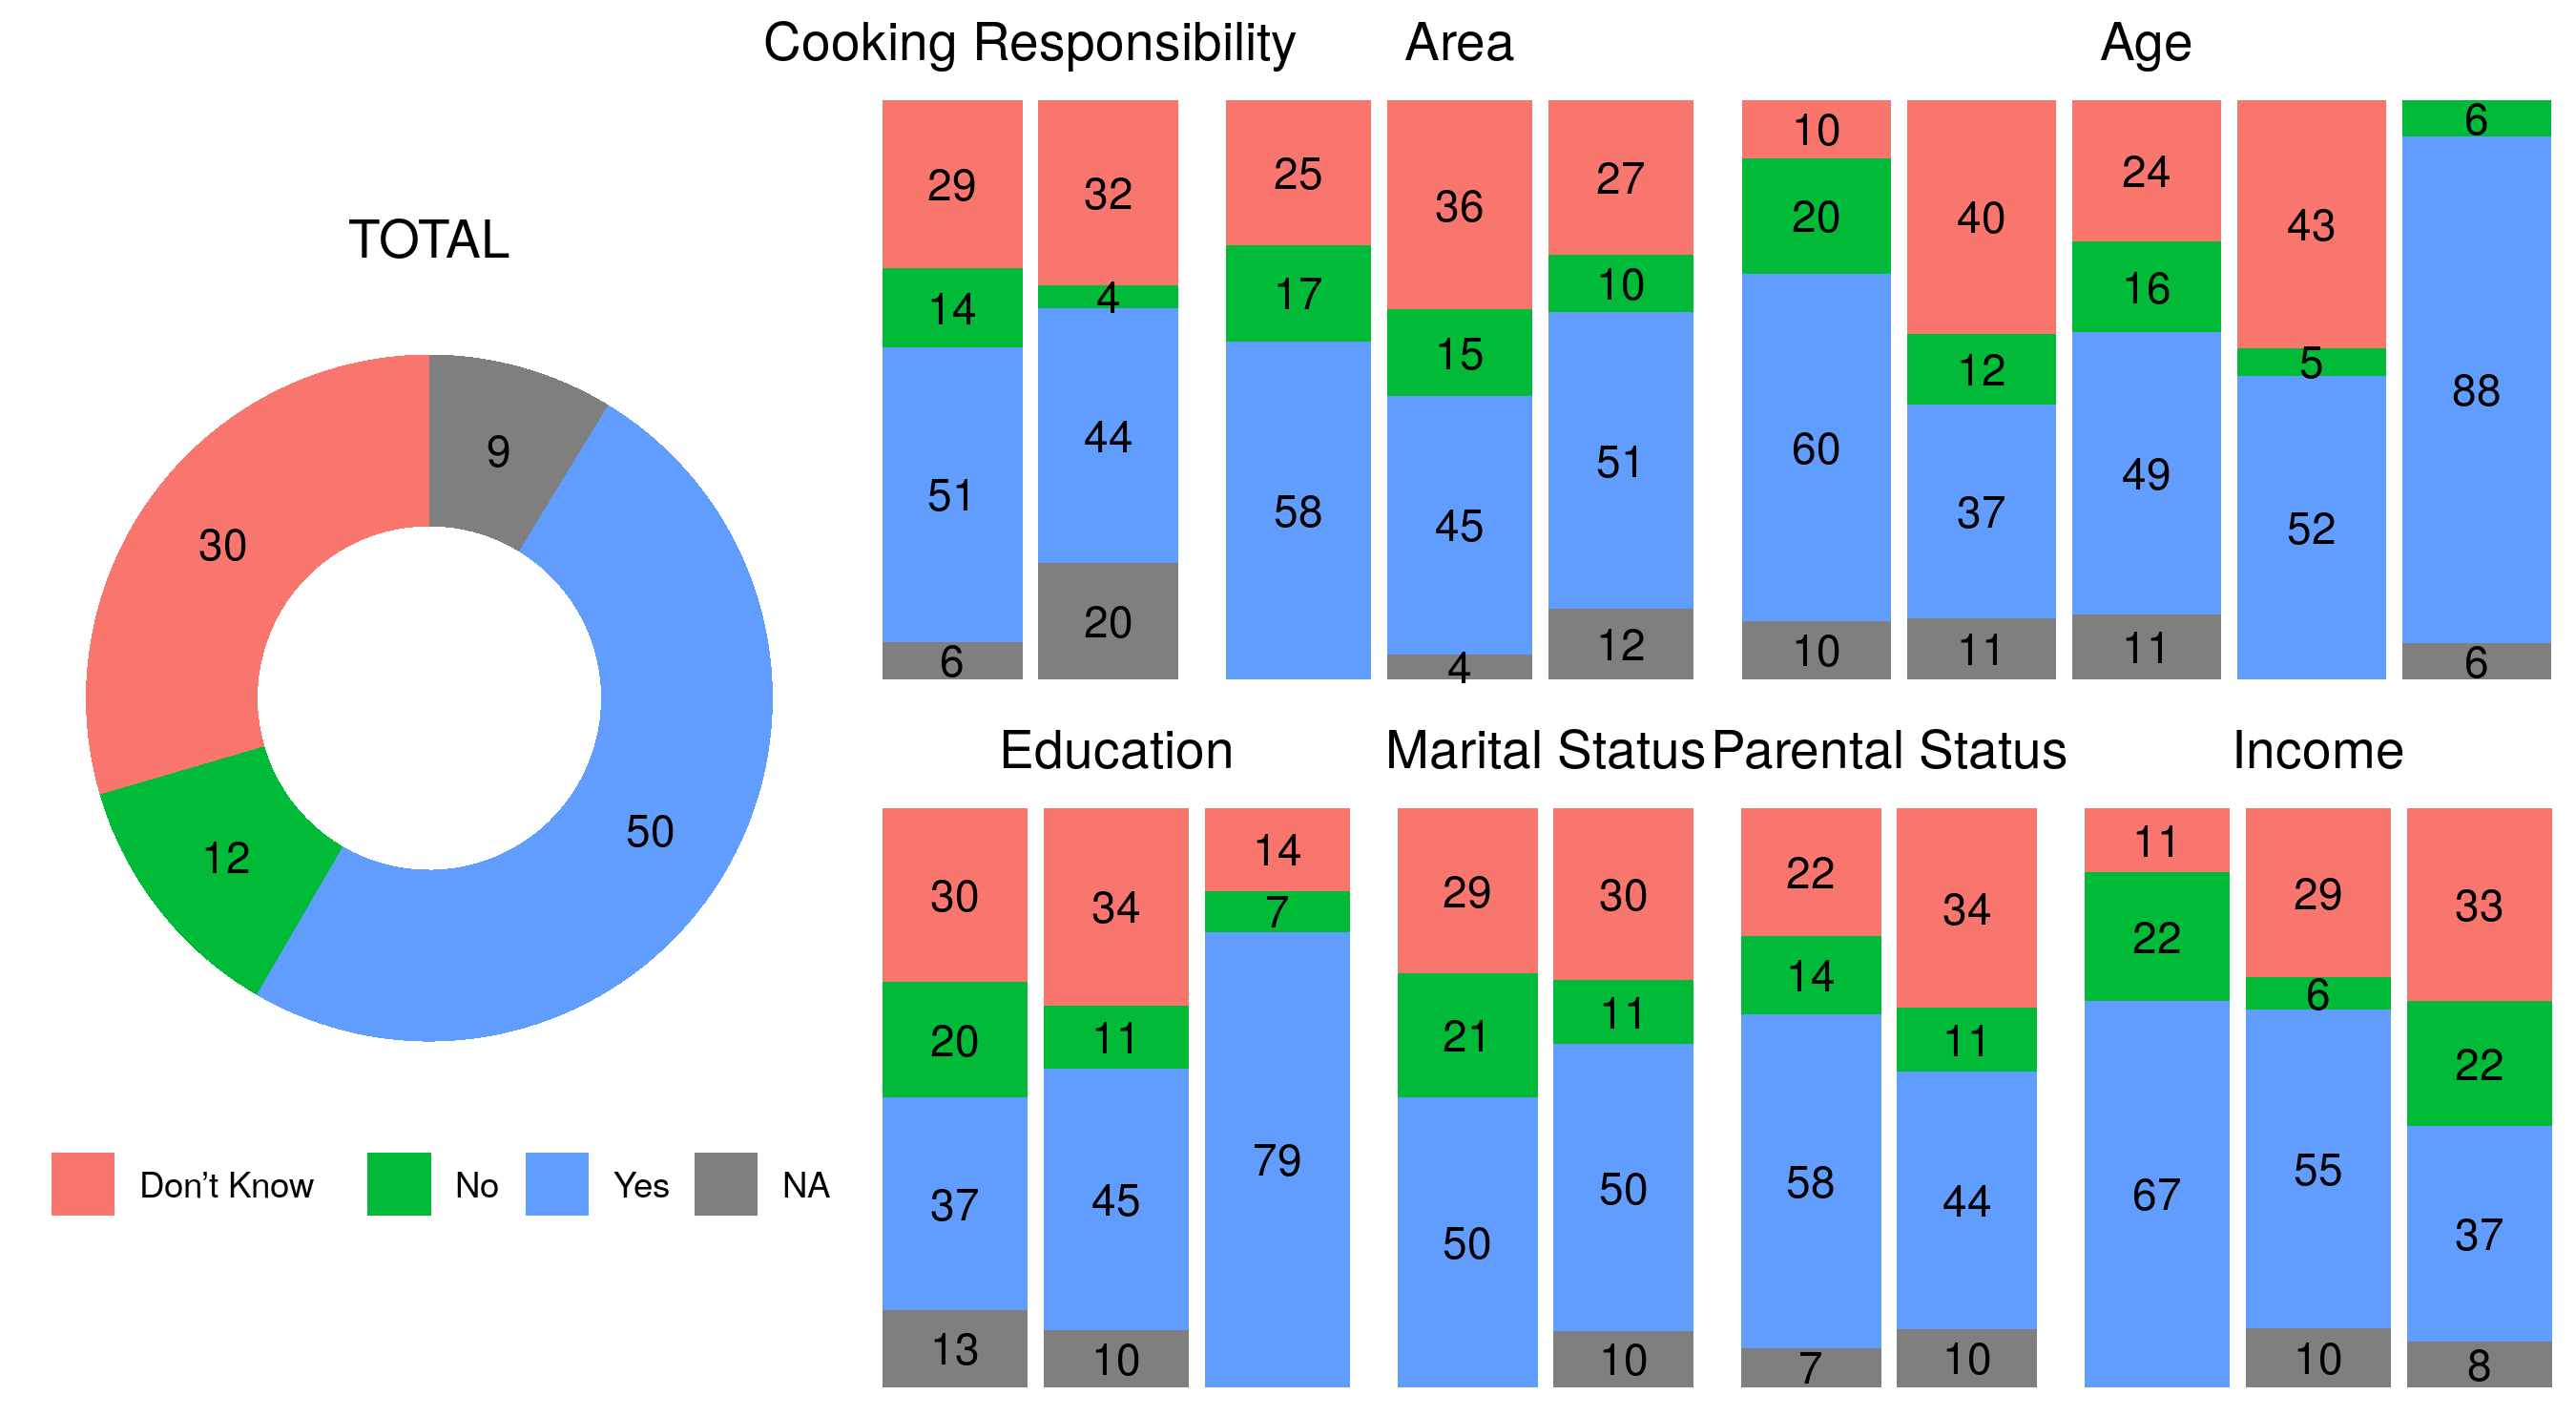 Cooking Responsibility
Area
Age
TOTAL
29 32 25 36 27 10 40 24 43 6
14 4 17 15 10 20 12 16 5 88
51 44 58 45 51 60 37 49 52
6 20 4 12 10 11 11 6
9
30
50
12
Don’t Know No Yes NA
Education
Marital Status
Parental Status
Income
30 34 14 29 30 22 34 11 29 33
20 11 7 21 11 14 11 22 6 22
37 45 79 50 50 58 44 67 55 37
13 10 10 7 10 10 8